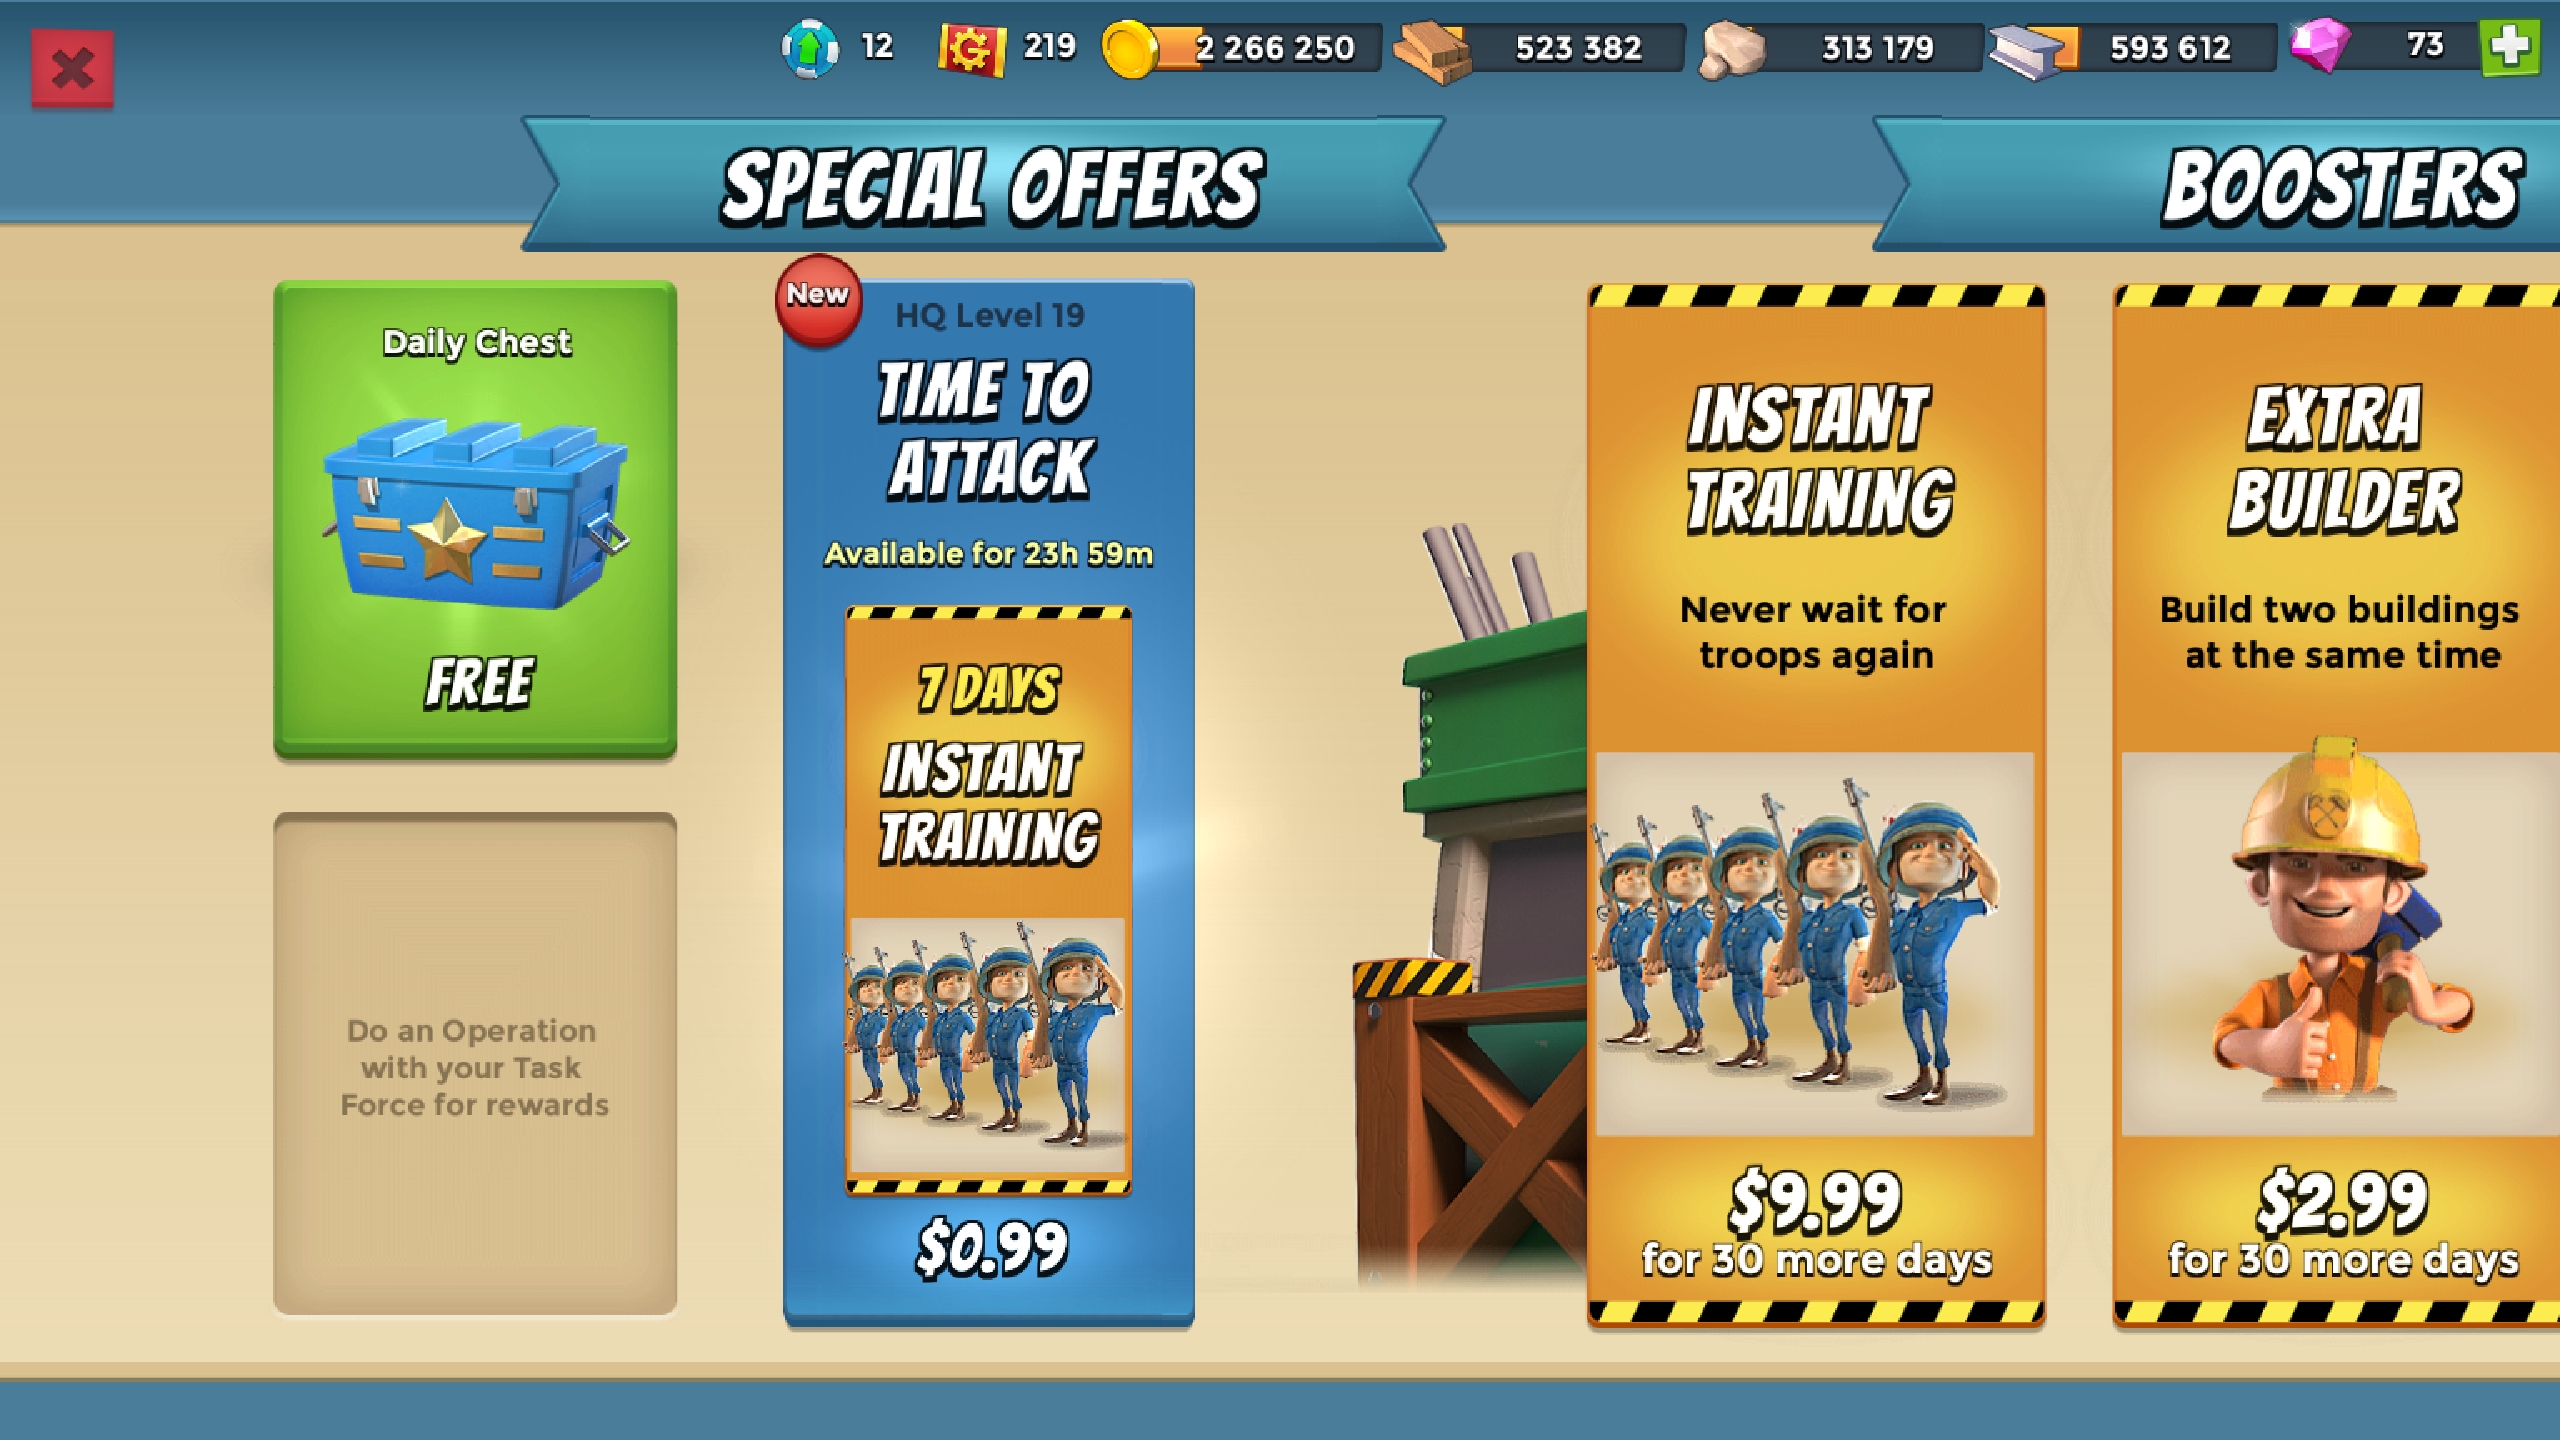 12
219
2 266 250
523 382
313 179
593 612
73
SPECIAL OFFERS
BOOSTERS
Daily Chest
FREE
Do an Operation
with your Task
Force for rewards
New
HQ Level 19
TIME TO
ATTACK
Available for 23h 59m
7 DAYS
INSTANT
TRAINING
$0.99
INSTANT
TRAINING
Never wait for
troops again
$9.99
for 30 more days
EXTRA
BUILDER
Build two buildings
at the same time
$2.99
for 30 more days